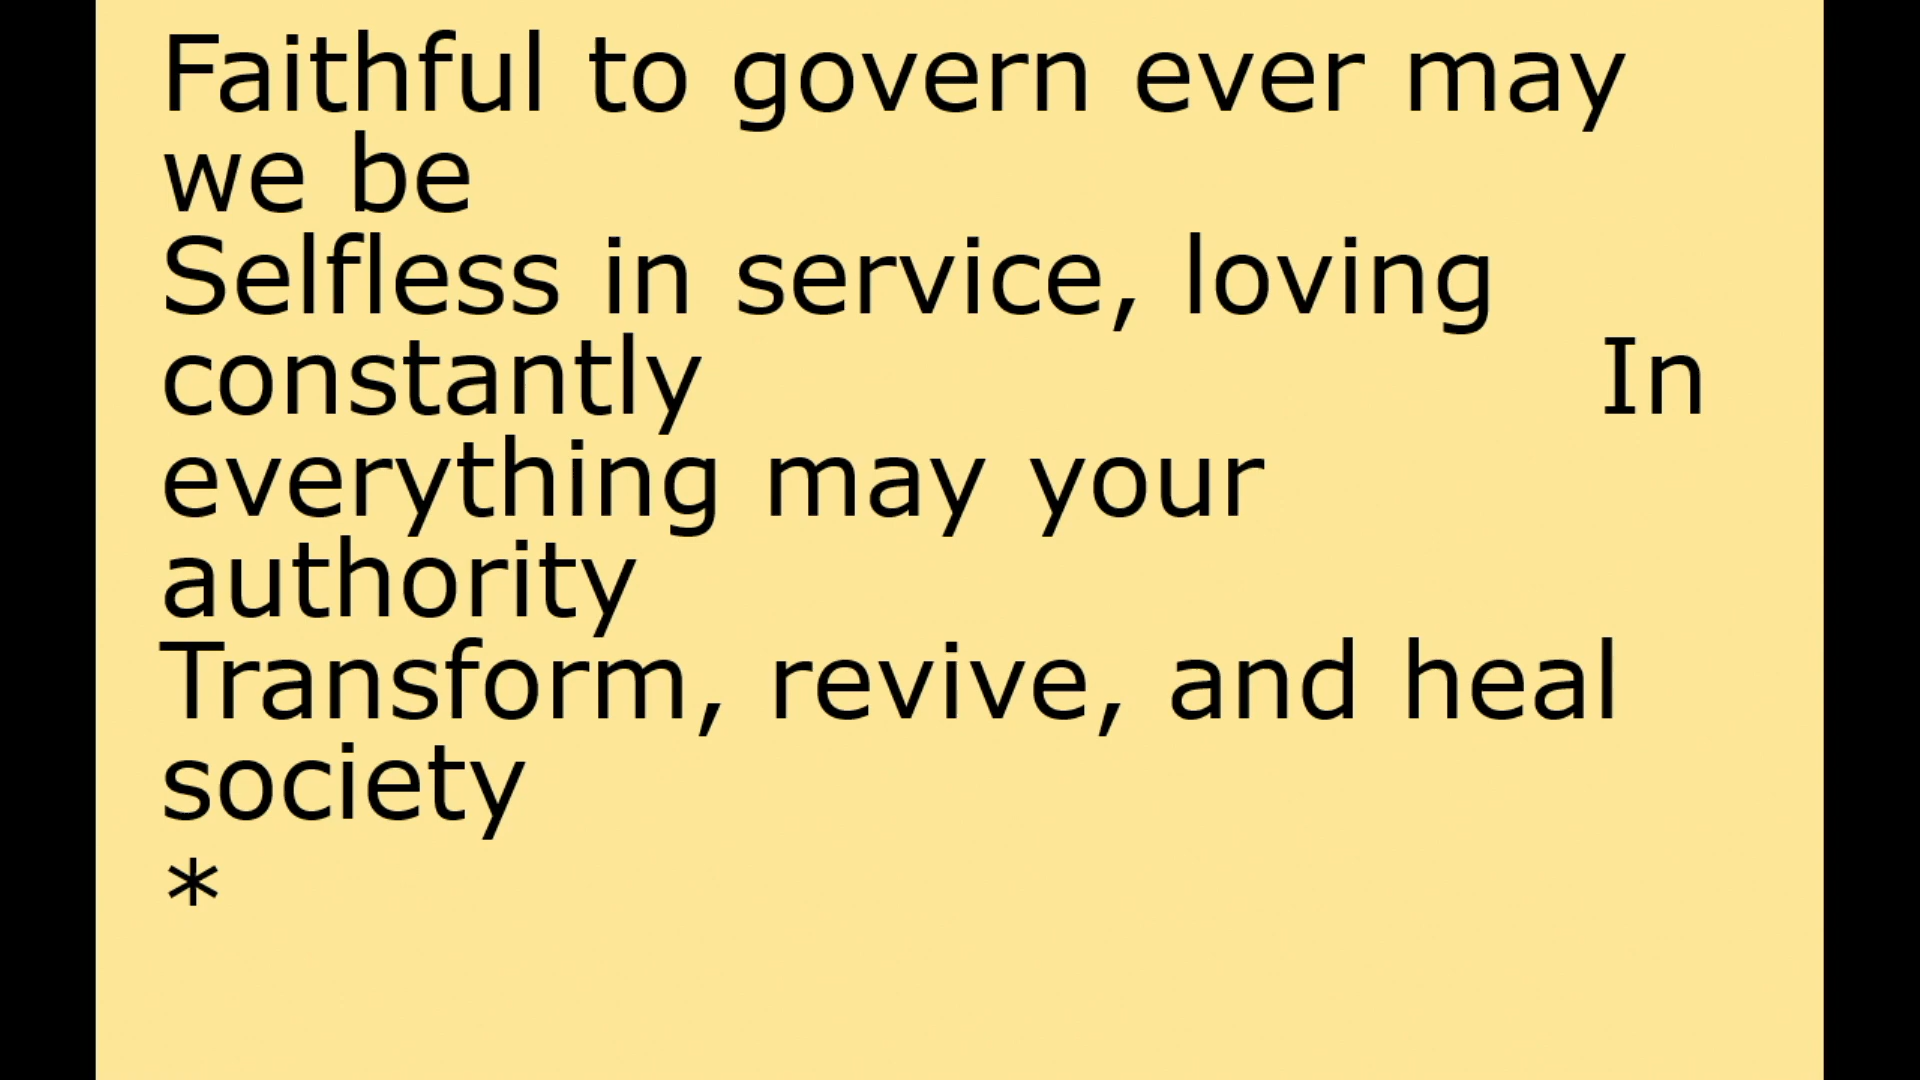 Faithful to govern ever may
we be
Selfless in service, loving
constantly In
everything may your
authority
Transform, revive, and heal
society
*